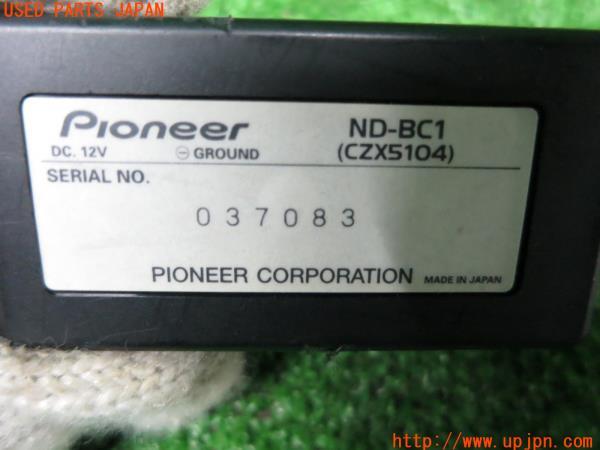 USED PARTS JAPAN
Pioneer ND-BC1
DC. 12V ⊖ GROUND (CZX5104)
SERIAL NO.
037083
PIONEER CORPORATION MADE IN JAPAN
http://www.upjpn.com/